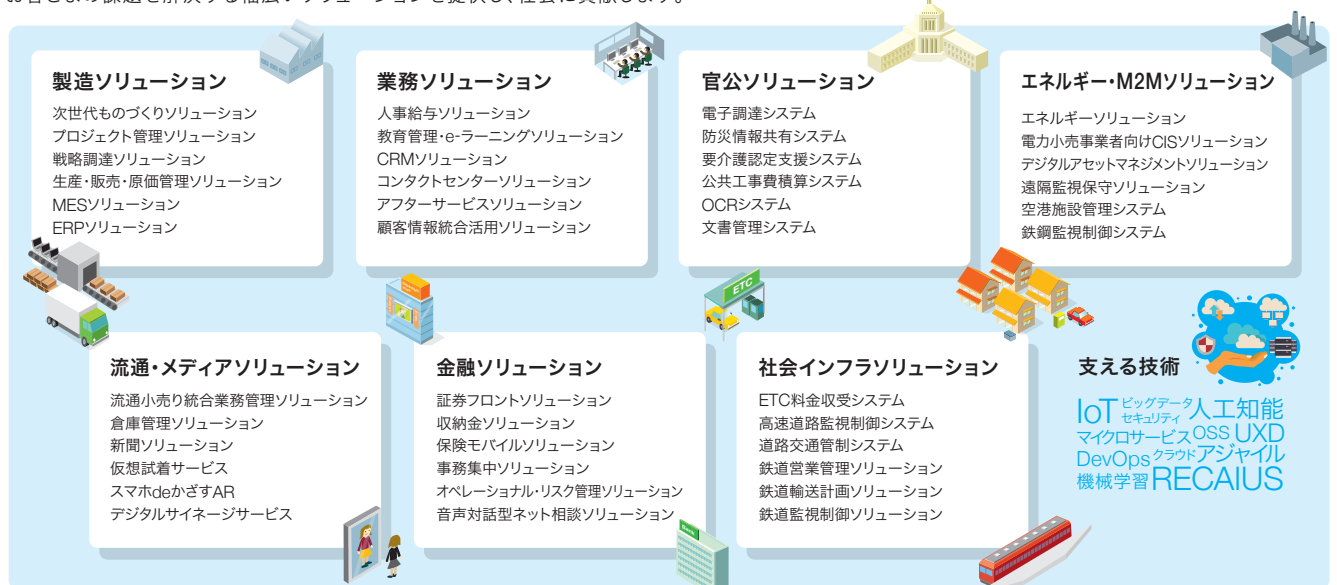 お客さまの課題を解決する幅広いソリューションを提供し、社会に貢献します。
製造ソリューション
次世代ものづくりソリューション
プロジェクト管理ソリューション
戦略調達ソリューション
生産・販売・原価管理ソリューション
MESソリューション
ERPソリューション
業務ソリューション
人事給与ソリューション
教育管理・e-ラーニングソリューション
CRMソリューション
コンタクトセンターソリューション
アフターサービスソリューション
顧客情報統合活用ソリューション
官公ソリューション
電子調達システム
防災情報共有システム
要介護認定支援システム
公共工事費積算システム
OCRシステム
文書管理システム
エネルギー・M2Mソリューション
エネルギーソリューション
電力小売事業者向けCISソリューション
デジタルアセットマネジメントソリューション
遠隔監視保守ソリューション
空港施設管理システム
鉄鋼監視制御システム
流通・メディアソリューション
流通小売り統合業務管理ソリューション
倉庫管理ソリューション
新聞ソリューション
仮想試着サービス
スマホdeかざすAR
デジタルサイネージサービス
金融ソリューション
証券フロントソリューション
収納金ソリューション
保険モバイルソリューション
事務集中ソリューション
オペレーショナル・リスク管理ソリューション
音声対話型ネット相談ソリューション
ETC
社会インフラソリューション
ETC料金収受システム
高速道路監視制御システム
道路交通管制システム
鉄道営業管理ソリューション
鉄道輸送計画ソリューション
鉄道監視制御ソリューション
支える技術
IoT ビッグデータ 人工知能
セキュリティ
マイクロサービス OSS UXD
DevOps クラウド アジャイル
機械学習 RECAIUS